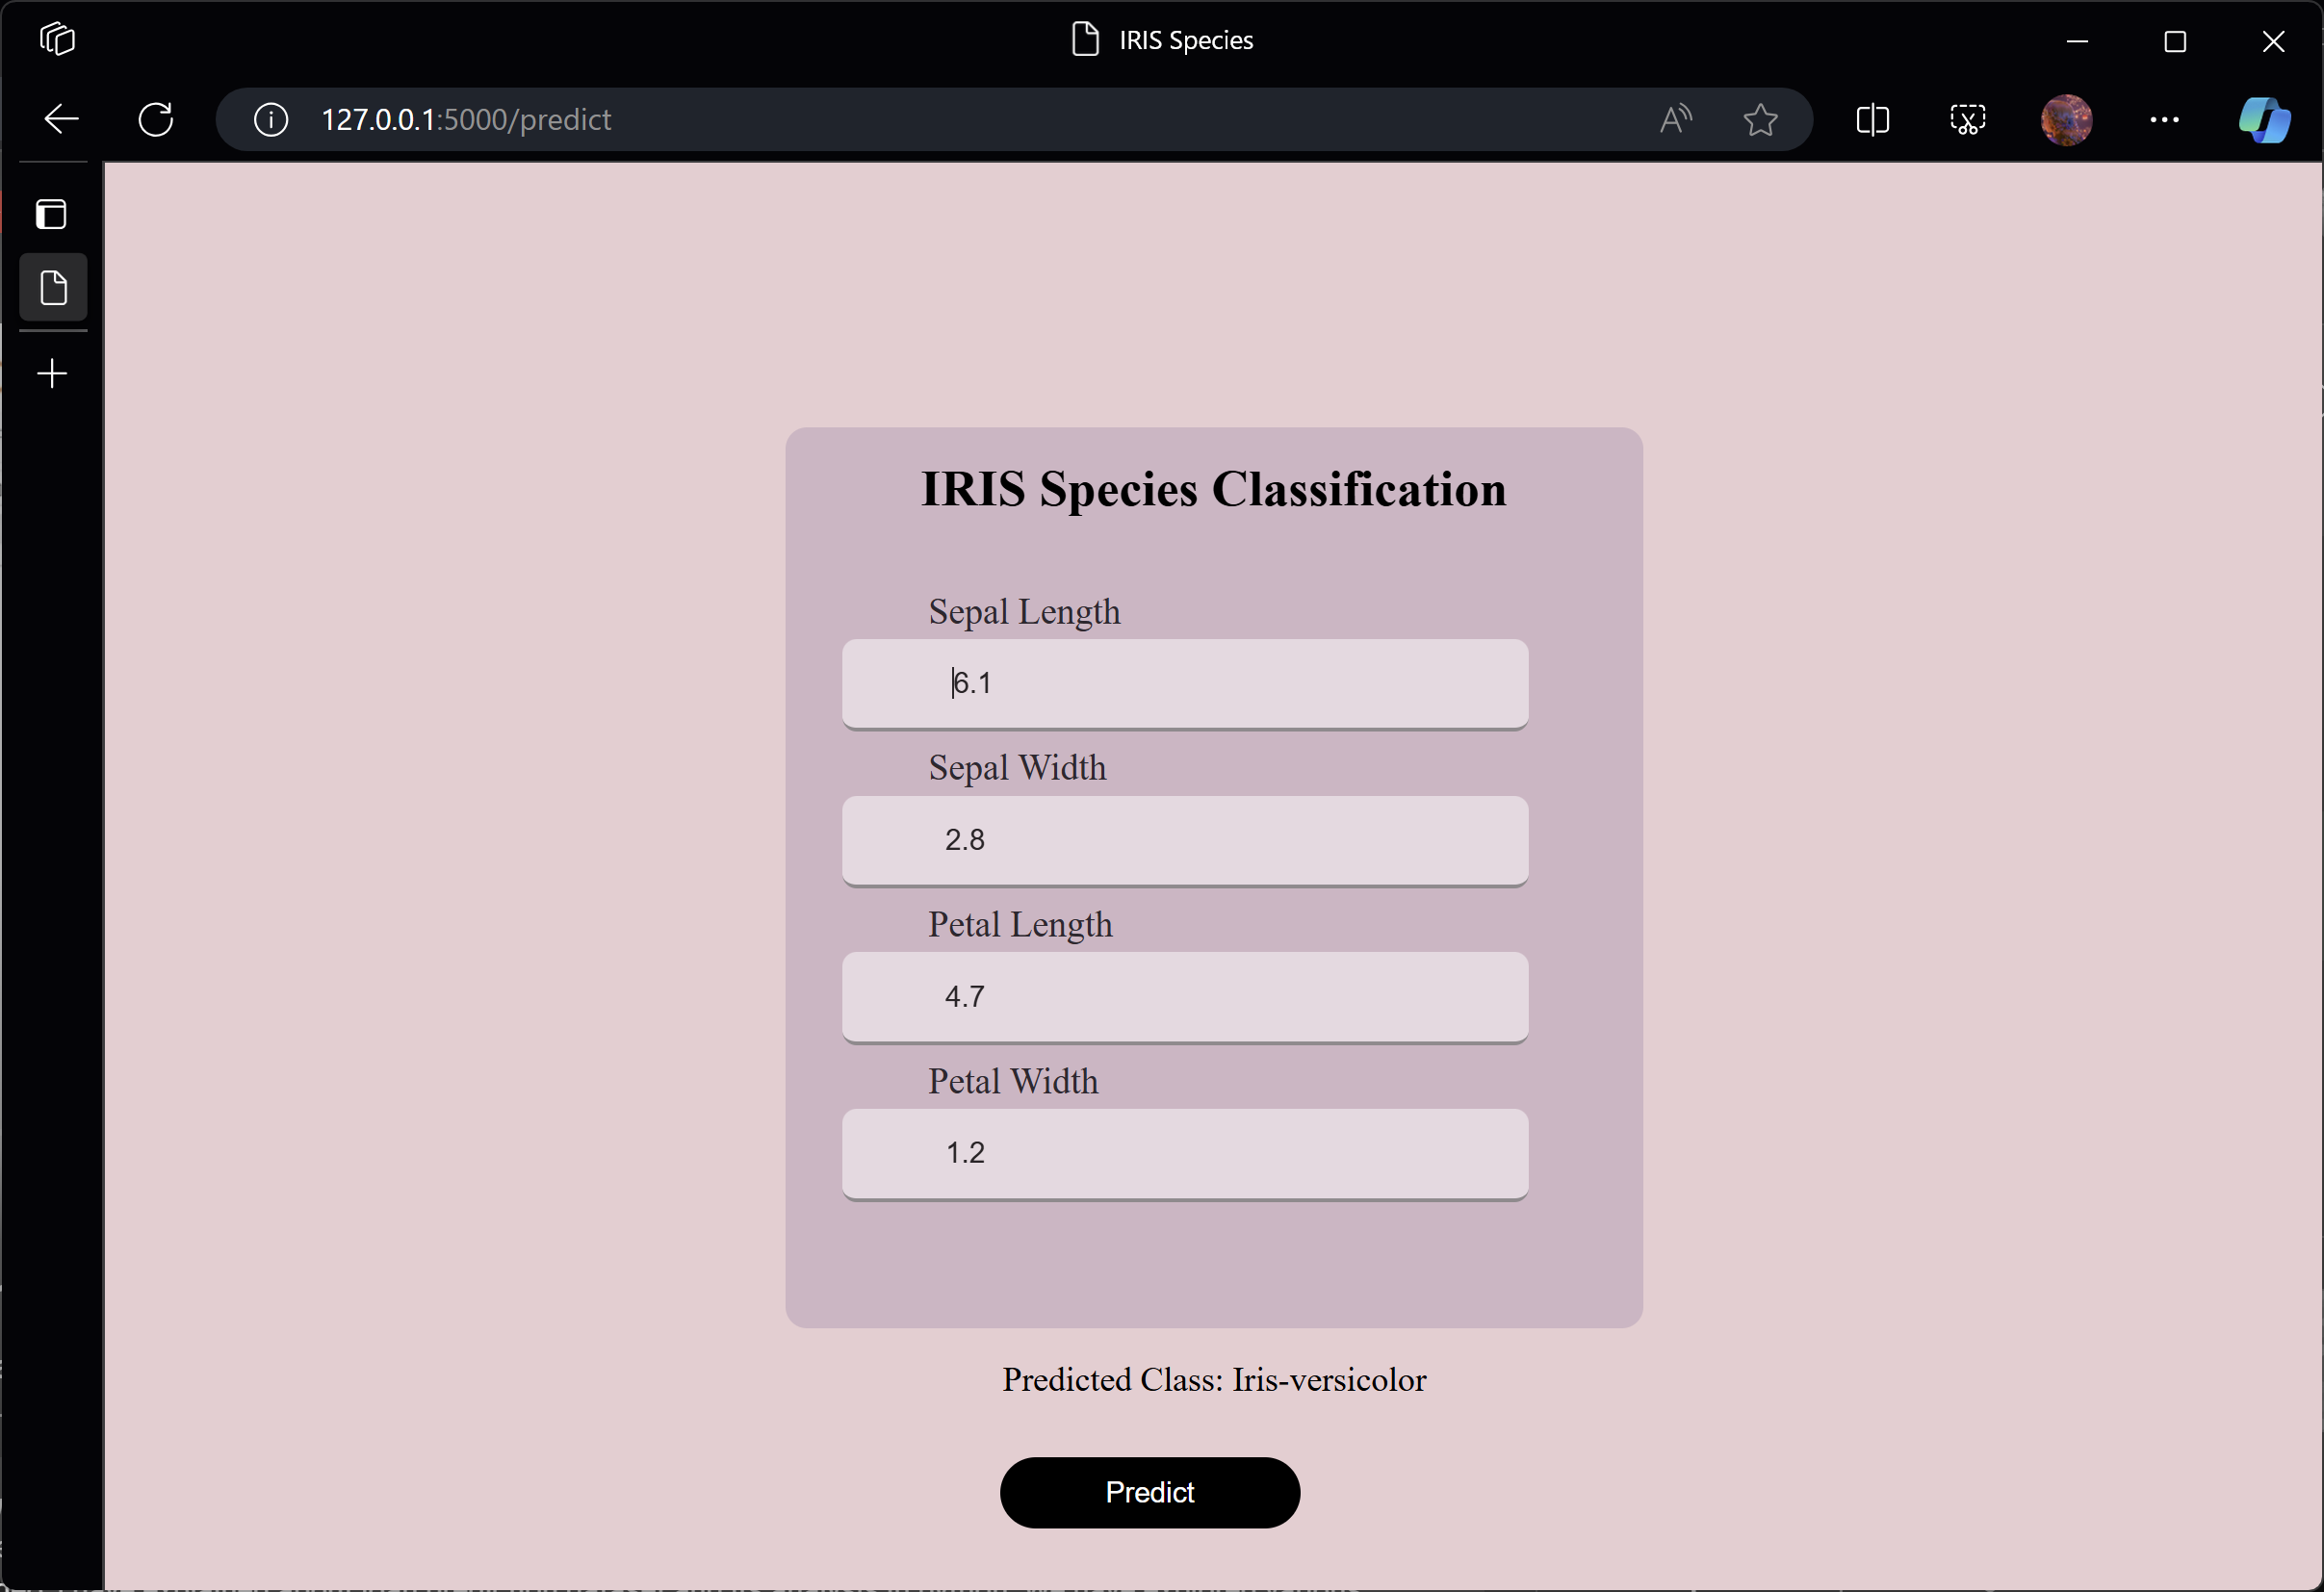 IRIS Species
127.0.0.1:5000/predict
IRIS Species Classification
Sepal Length
6.1
Sepal Width
2.8
Petal Length
4.7
Petal Width
1.2
Predicted Class: Iris-versicolor
Predict